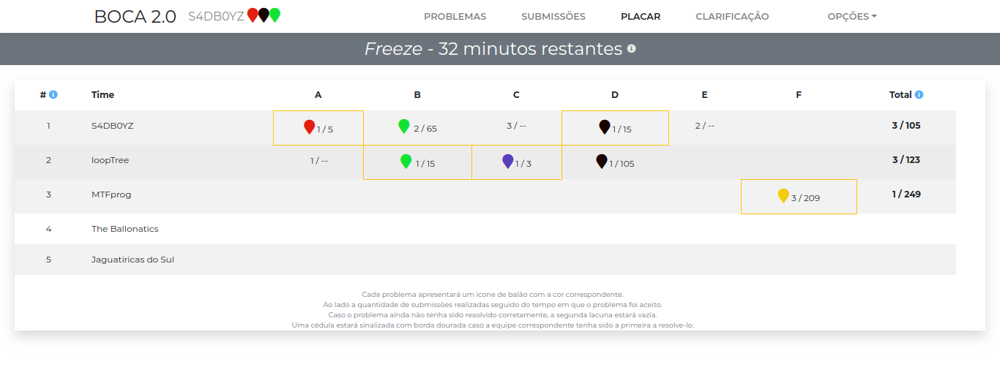 BOCA 2.0 S4DB0YZ PROBLEMAS SUBMISSÕES PLACAR CLARIFICAÇÃO OPÇÕES
Freeze - 32 minutos restantes
# Time A B C D E F Total
1 S4DB0YZ 1 / 5 2 / 65 3 / -- 1 / 15 2 / -- 3 / 105
2 loopTree 1 / -- 1 / 15 1 / 3 1 / 105 3 / 123
3 MTFprog 3 / 209 1 / 249
4 The Ballonatics
5 Jaguatiricas do Sul
Cada problema apresentará um icone de balão com a cor correspondente.
Ao lado a quantidade de submissões realizadas seguido do tempo em que o problema foi aceito.
Caso o problema ainda não tenha sido resolvido corretamente, a segunda lacuna estará vazia.
Uma cédula estará sinalizada com borda dourada caso a equipe correspondente tenha sido a primeira a resolve-lo.